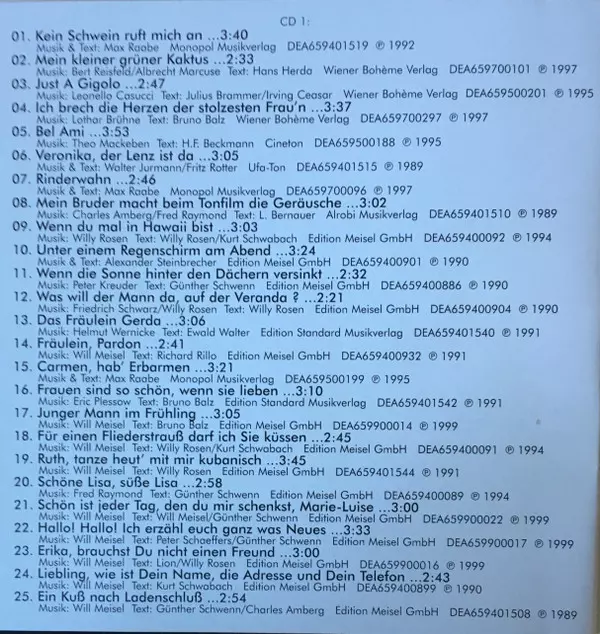 CD 1:
01. Kein Schwein ruft mich an ...3:40
Musik & Text: Max Raabe Monopol Musikverlag DEA659401519 ℗ 1992
02. Mein kleiner grüner Kaktus ...2:33
Musik: Bert Reisfeld/Albrecht Marcuse Text: Hans Herda Wiener Bohème Verlag DEA659700101 ℗ 1997
03. Just A Gigolo ...2:47
Musik: Leonello Casucci Text: Julius Brammer/Irving Ceasar Wiener Bohème Verlag DEA659500201 ℗ 1995
04. Ich brech die Herzen der stolzesten Frau'n ...3:37
Musik: Lothar Brühne Text: Bruno Balz Wiener Bohème Verlag DEA659700297 ℗ 1997
05. Bel Ami ...3:53
Musik: Theo Mackeben Text: H.F. Beckmann Cineton DEA659500188 ℗ 1995
06. Veronika, der Lenz ist da ...3:05
Musik & Text: Walter Jurmann/Fritz Rotter Ufa-Ton DEA659401515 ℗ 1989
07. Rinderwahn ...2:46
Musik & Text: Max Raabe Monopol Musikverlag DEA659700096 ℗ 1997
08. Mein Bruder macht beim Tonfilm die Geräusche ...3:02
Musik: Charles Amberg/Fred Raymond Text: L. Bernauer Alrobi Musikverlag DEA659401510 ℗ 1989
09. Wenn du mal in Hawaii bist ...3:03
Musik: Willy Rosen Text: Willy Rosen/Kurt Schwabach Edition Meisel GmbH DEA659400092 ℗ 1994
10. Unter einem Regenschirm am Abend ...3:24
Musik & Text: Alexander Steinbrecher Edition Meisel GmbH DEA659400901 ℗ 1990
11. Wenn die Sonne hinter den Dächern versinkt ...2:32
Musik: Peter Kreuder Text: Günther Schwenn Edition Meisel GmbH DEA659400886 ℗ 1990
12. Was will der Mann da, auf der Veranda ? ...2:21
Musik: Friedrich Schwarz/Willy Rosen Text: Willy Rosen Edition Meisel GmbH DEA659400904 ℗ 1990
13. Das Fräulein Gerda ...3:06
Musik: Helmut Wernicke Text: Ewald Walter Edition Standard Musikverlag DEA659401540 ℗ 1991
14. Fräulein, Pardon ...2:41
Musik: Will Meisel Text: Richard Rillo Edition Meisel GmbH DEA659400932 ℗ 1991
15. Carmen, hab' Erbarmen ...3:21
Musik & Text: Max Raabe Monopol Musikverlag DEA659500199 ℗ 1995
16. Frauen sind so schön, wenn sie lieben ...3:10
Musik: Eric Plessow Text: Bruno Balz Edition Standard Musikverlag DEA659401542 ℗ 1991
17. Junger Mann im Frühling ...3:05
Musik: Will Meisel Text: Bruno Balz Edition Meisel GmbH DEA659900014 ℗ 1999
18. Für einen Fliederstrauß darf ich Sie küssen ...2:45
Musik: Will Meisel Text: Willy Rosen/Kurt Schwabach Edition Meisel GmbH DEA659400091 ℗ 1994
19. Ruth, tanze heut' mit mir kubanisch ...3:45
Musik: Will Meisel Text: Willy Rosen Edition Meisel GmbH DEA659401544 ℗ 1991
20. Schöne Lisa, süße Lisa ...2:58
Musik: Fred Raymond Text: Günther Schwenn Edition Meisel GmbH DEA659400089 ℗ 1994
21. Schön ist jeder Tag, den du mir schenkst, Marie-Luise ...3:00
Musik: Will Meisel Text: Will Meisel/Günther Schwenn Edition Meisel GmbH DEA659900022 ℗ 1999
22. Hallo! Hallo! Ich erzähl euch ganz was Neues ...3:33
Musik: Will Meisel Text: Peter Schaeffers/Günther Schwenn Edition Meisel GmbH DEA659900017 ℗ 1999
23. Erika, brauchst Du nicht einen Freund ...3:00
Musik: Will Meisel Text: Lion/Willy Rosen Edition Meisel GmbH DEA659900016 ℗ 1999
24. Liebling, wie ist Dein Name, die Adresse und Dein Telefon ...2:43
Musik: Will Meisel Text: Kurt Schwabach Edition Meisel GmbH DEA659400899 ℗ 1990
25. Ein Kuß nach Ladenschluß ...2:54
Musik: Will Meisel Text: Günther Schwenn/Charles Amberg Edition Meisel GmbH DEA659401508 ℗ 1989